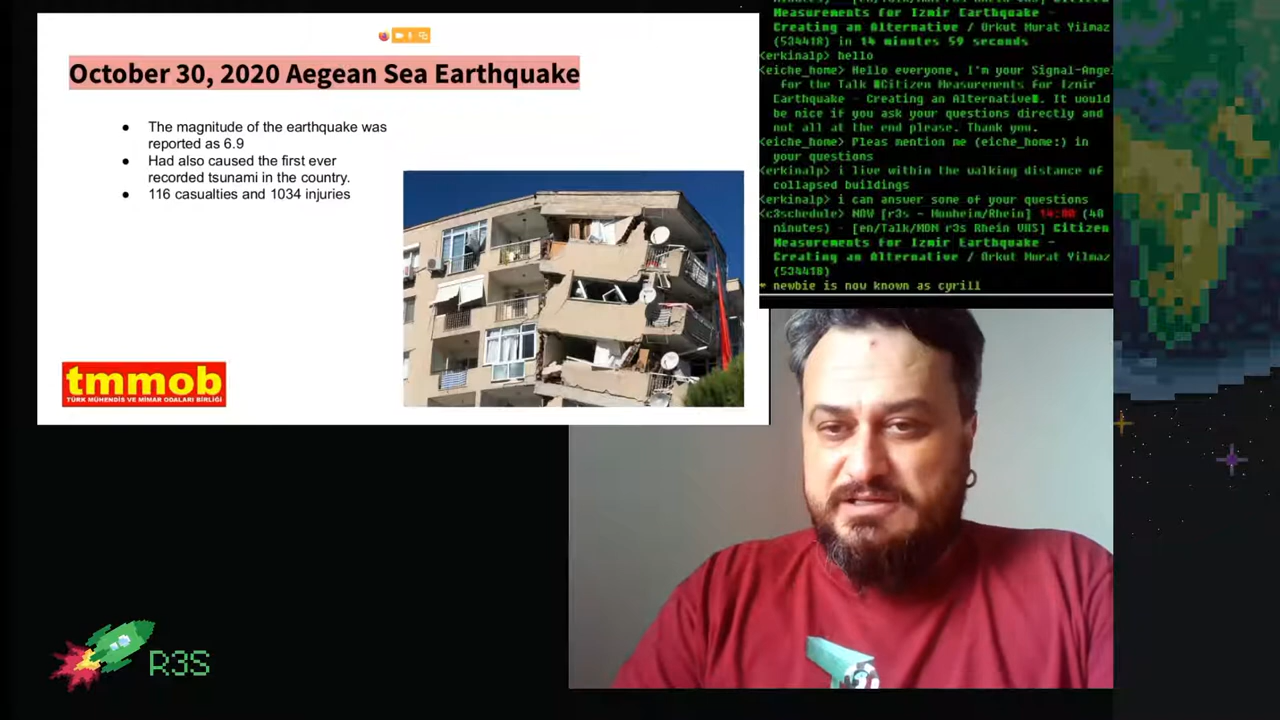 October 30, 2020 Aegean Sea Earthquake
● The magnitude of the earthquake was
reported as 6.9
● Had also caused the first ever
recorded tsunami in the country.
● 116 casualties and 1034 injuries
tmmob
TÜRK MÜHENDİS VE MİMAR ODALARI BİRLİĞİ
Measurements for Izmir Earthquake -
Creating an Alternative / Orkut Murat Yilmaz
(534418) in 14 minutes 59 seconds
<erkinalp> hello
<eiche_home> Hello everyone, I'm your Signal-Ange
for the Talk Citizen Measurements for Izmir
Earthquake - Creating an Alternative. It would
be nice if you ask your questions directly and
not all at the end please. Thank you.
<eiche_home> Pleas mention me (eiche_home:) in
your questions
<erkinalp> i live within the walking distance of
collapsed buildings
<erkinalp> i can answer some of your questions
<c3schedule> NOW [r3s - Monheim/Rhein] 14:00 (40
minutes) - [en/Talk/MON r3s Rhein VHS] Citizen
Measurements for Izmir Earthquake -
Creating an Alternative / Orkut Murat Yilmaz
(534418)
* newbie is now known as cyrill
R3S